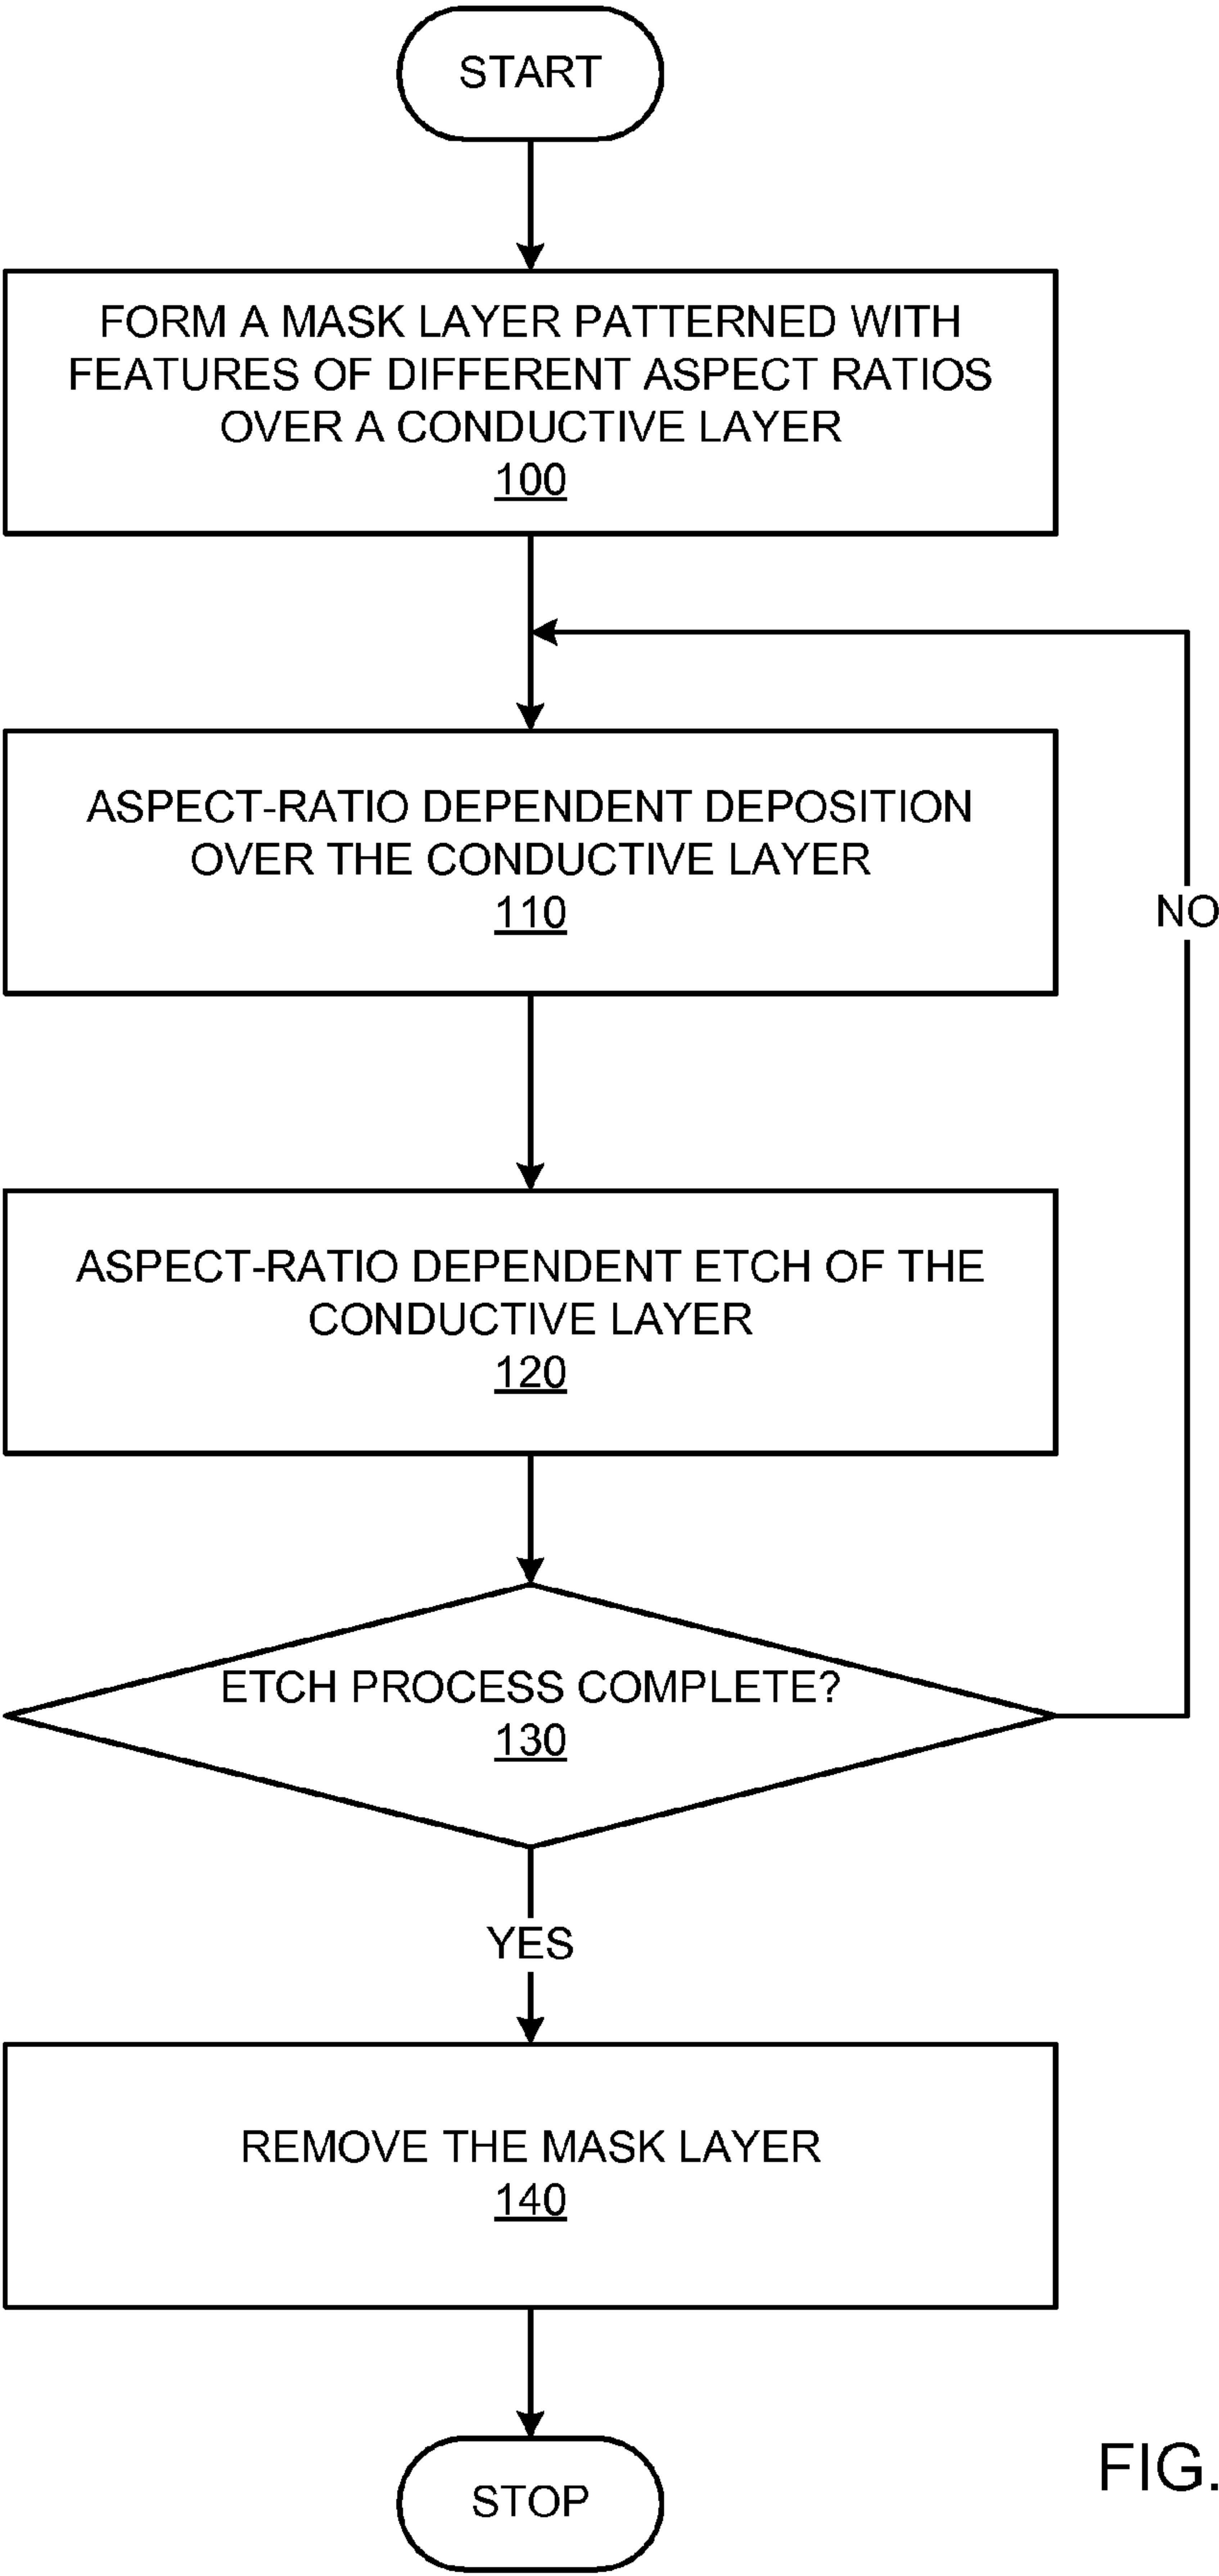 START
FORM A MASK LAYER PATTERNED WITH
FEATURES OF DIFFERENT ASPECT RATIOS
OVER A CONDUCTIVE LAYER
100
ASPECT-RATIO DEPENDENT DEPOSITION
OVER THE CONDUCTIVE LAYER
110
NO
ASPECT-RATIO DEPENDENT ETCH OF THE
CONDUCTIVE LAYER
120
ETCH PROCESS COMPLETE?
130
YES
REMOVE THE MASK LAYER
140
STOP
FIG.